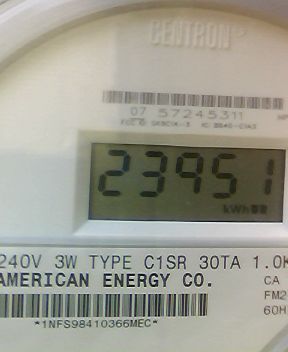 CENTRON
07 57245311
23951
kWh
240V 3W TYPE C1SR 30TA 1.0K
AMERICAN ENERGY CO.
CA
FM2
60H
*1NFS98410366MEC*